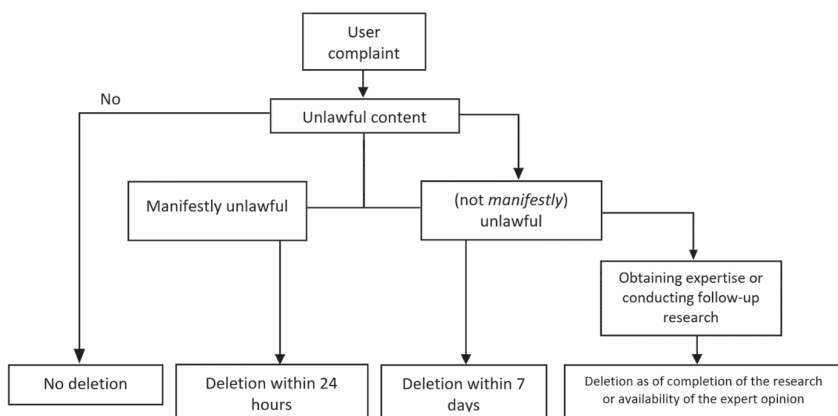 User
complaint
No
Unlawful content
Manifestly unlawful
(not manifestly)
unlawful
Obtaining expertise or
conducting follow-up
research
No deletion
Deletion within 24
hours
Deletion within 7
days
Deletion as of completion of the research
or availability of the expert opinion